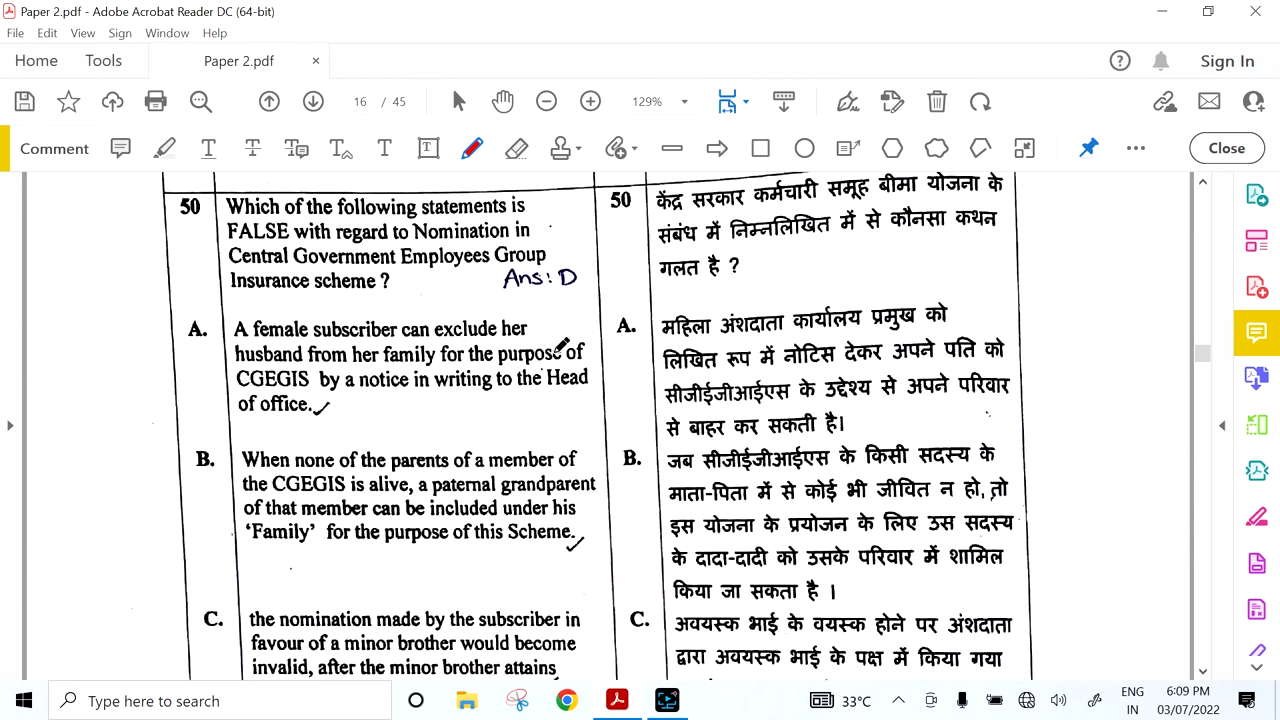 Paper 2.pdf - Adobe Acrobat Reader DC (64-bit)
File Edit View Sign Window Help
Home Tools Paper 2.pdf × Sign In
16 / 45 129%
Comment Close
50 Which of the following statements is
FALSE with regard to Nomination in
Central Government Employees Group
Insurance scheme ? Ans: D
A. A female subscriber can exclude her
husband from her family for the purpose of
CGEGIS by a notice in writing to the Head
of office.
B. When none of the parents of a member of
the CGEGIS is alive, a paternal grandparent
of that member can be included under his
‘Family’ for the purpose of this Scheme.
C. the nomination made by the subscriber in
favour of a minor brother would become
invalid, after the minor brother attains
50 केंद्र सरकार कर्मचारी समूह बीमा योजना के
संबंध में निम्नलिखित में से कौनसा कथन
गलत है ?
A. महिला अंशदाता कार्यालय प्रमुख को
लिखित रूप में नोटिस देकर अपने पति को
सीजीईजीआईएस के उद्देश्य से अपने परिवार
से बाहर कर सकती है।
B. जब सीजीईजीआईएस के किसी सदस्य के
माता-पिता में से कोई भी जीवित न हो, तो
इस योजना के प्रयोजन के लिए उस सदस्य
के दादा-दादी को उसके परिवार में शामिल
किया जा सकता है ।
C. अवयस्क भाई के वयस्क होने पर अंशदाता
द्वारा अवयस्क भाई के पक्ष में किया गया
Type here to search
33°C
ENG
IN
6:09 PM
03/07/2022